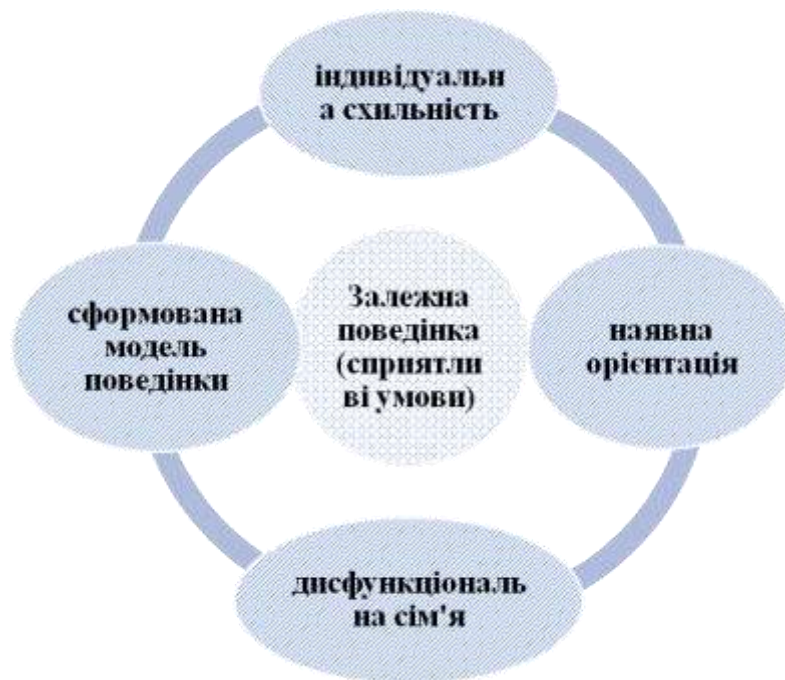 індивідуальн
а схильність
сформована
модель
поведінки
Залежна
поведінка
(сприятли
ві умови)
наявна
орієнтація
дисфункціональ
на сім'я